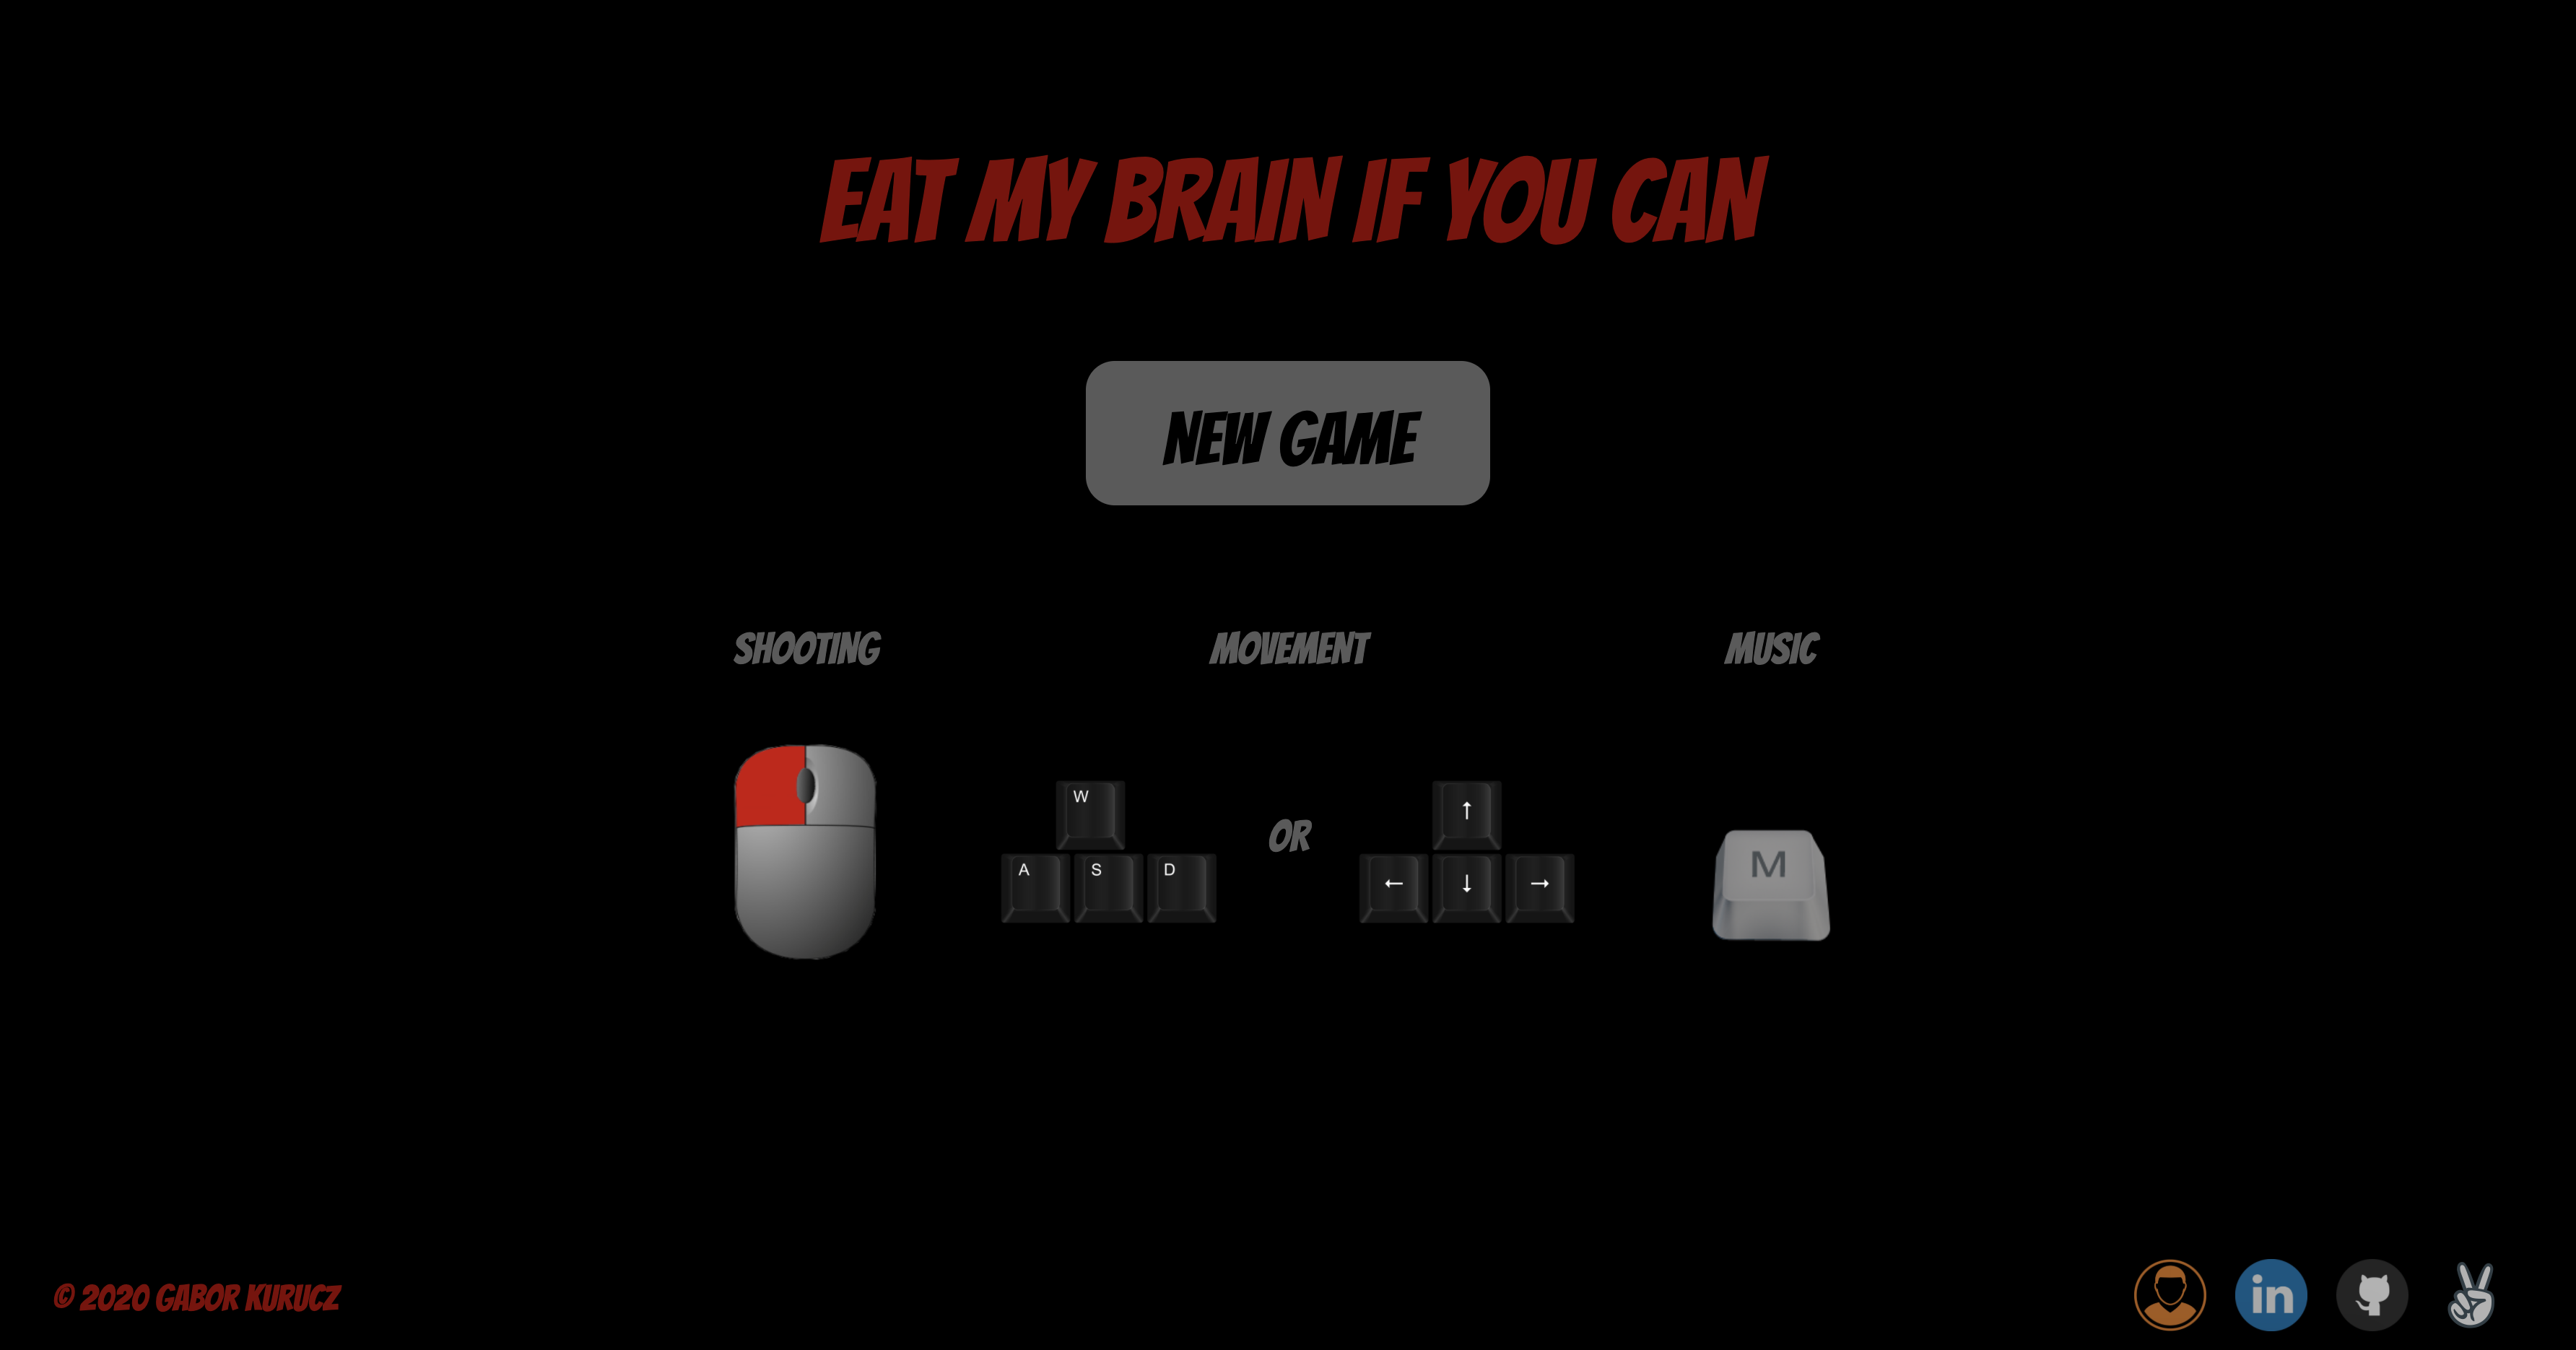 EAT MY BRAIN IF YOU CAN
NEW GAME
SHOOTING
MOVEMENT
MUSIC
W
A S D
OR
↑
← ↓ →
M
© 2020 GABOR KURUCZ
in